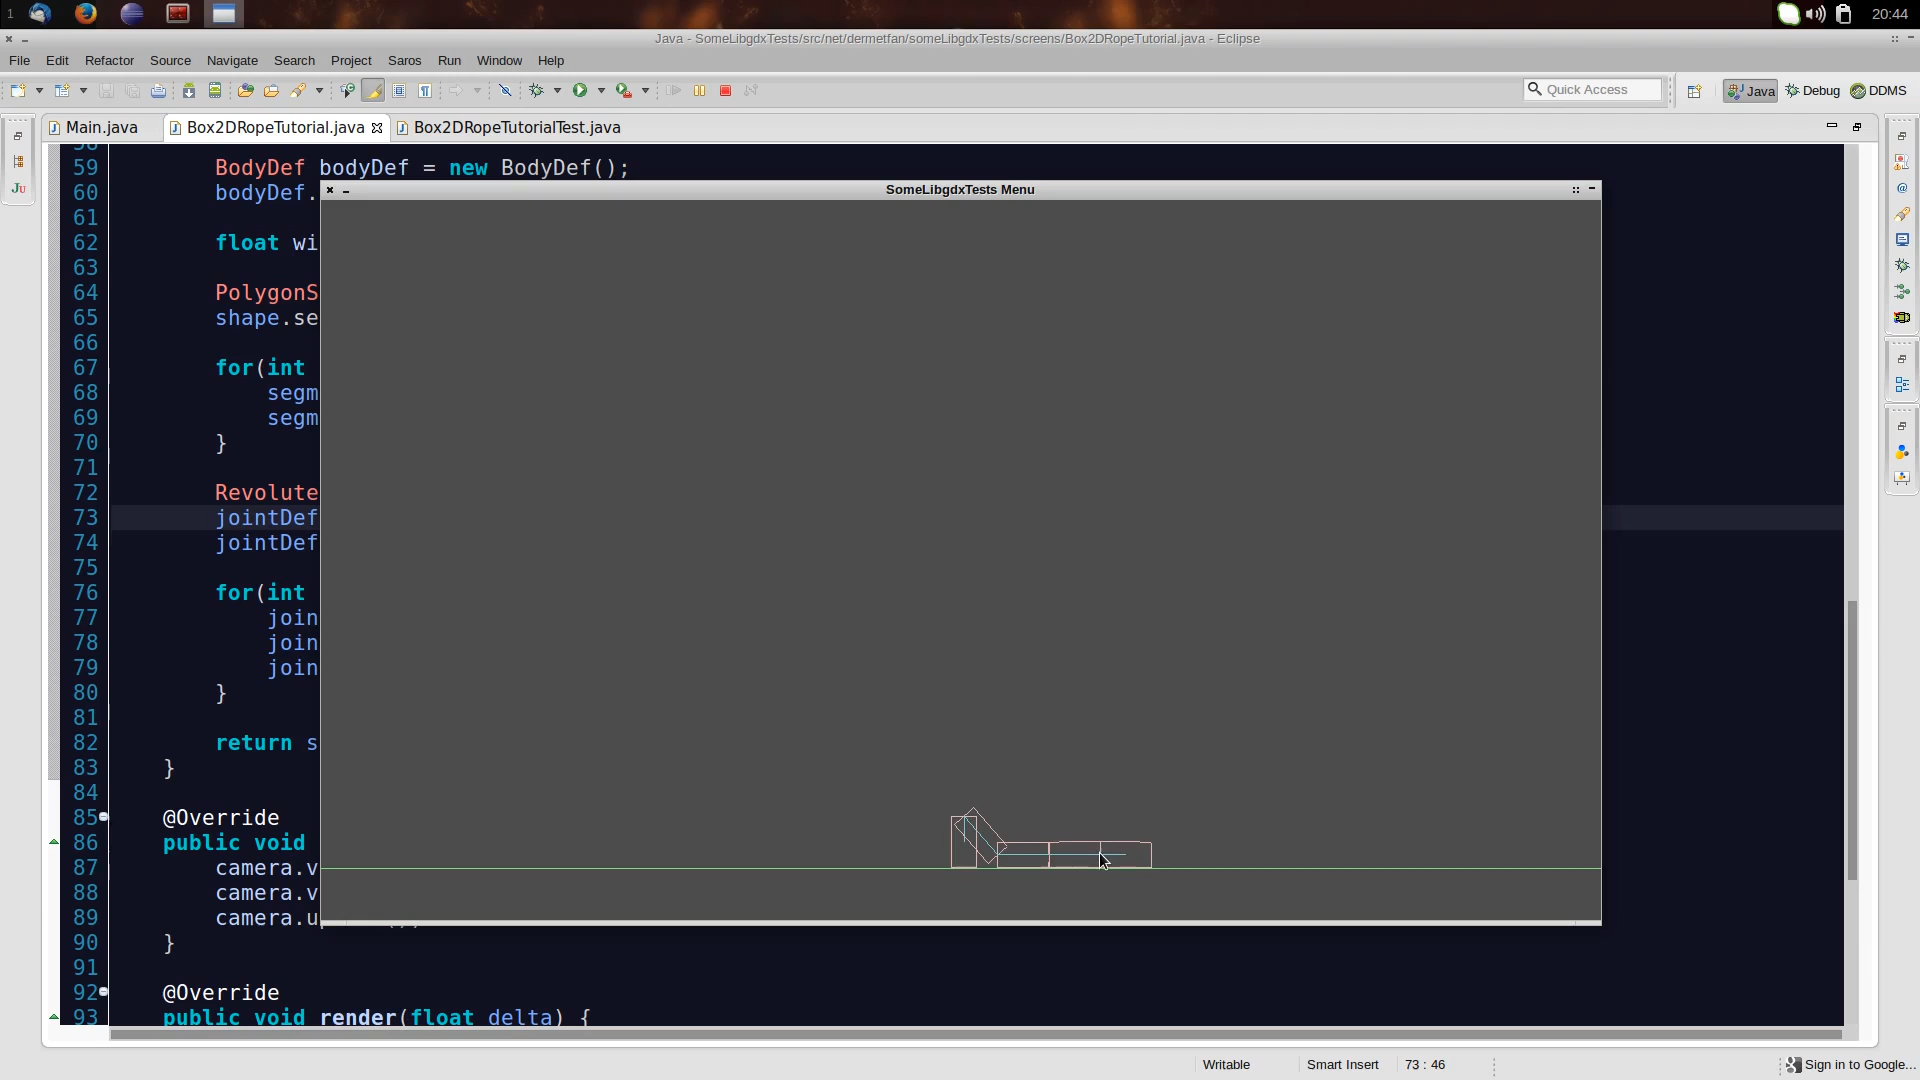 1
20:44
Java - SomeLibgdxTests/src/net/dermetfan/someLibgdxTests/screens/Box2DRopeTutorial.java - Eclipse
File Edit Refactor Source Navigate Search Project Saros Run Window Help
Quick Access
Java Debug DDMS
Main.java Box2DRopeTutorial.java Box2DRopeTutorialTest.java
59 BodyDef bodyDef = new BodyDef();
60 bodyDef.
SomeLibgdxTests Menu
61
62 float wi
63
64 PolygonS
65 shape.se
66
67 for(int
68 segm
69 segm
70 }
71
72 Revolute
73 jointDef
74 jointDef
75
76 for(int
77 join
78 join
79 join
80 }
81
82 return s
83 }
84
85 @Override
86 public void
87 camera.v
88 camera.v
89 camera.u
90 }
91
92 @Override
93 public void render(float delta) {
Writable Smart Insert 73 : 46 Sign in to Google...